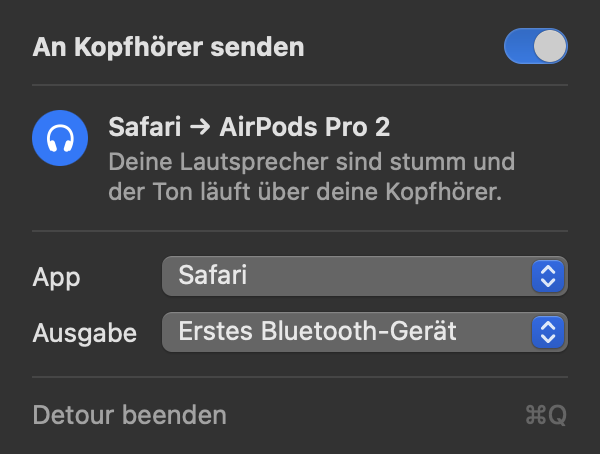 An Kopfhörer senden
Safari → AirPods Pro 2
Deine Lautsprecher sind stumm und
der Ton läuft über deine Kopfhörer.
App Safari
Ausgabe Erstes Bluetooth-Gerät
Detour beenden ⌘Q